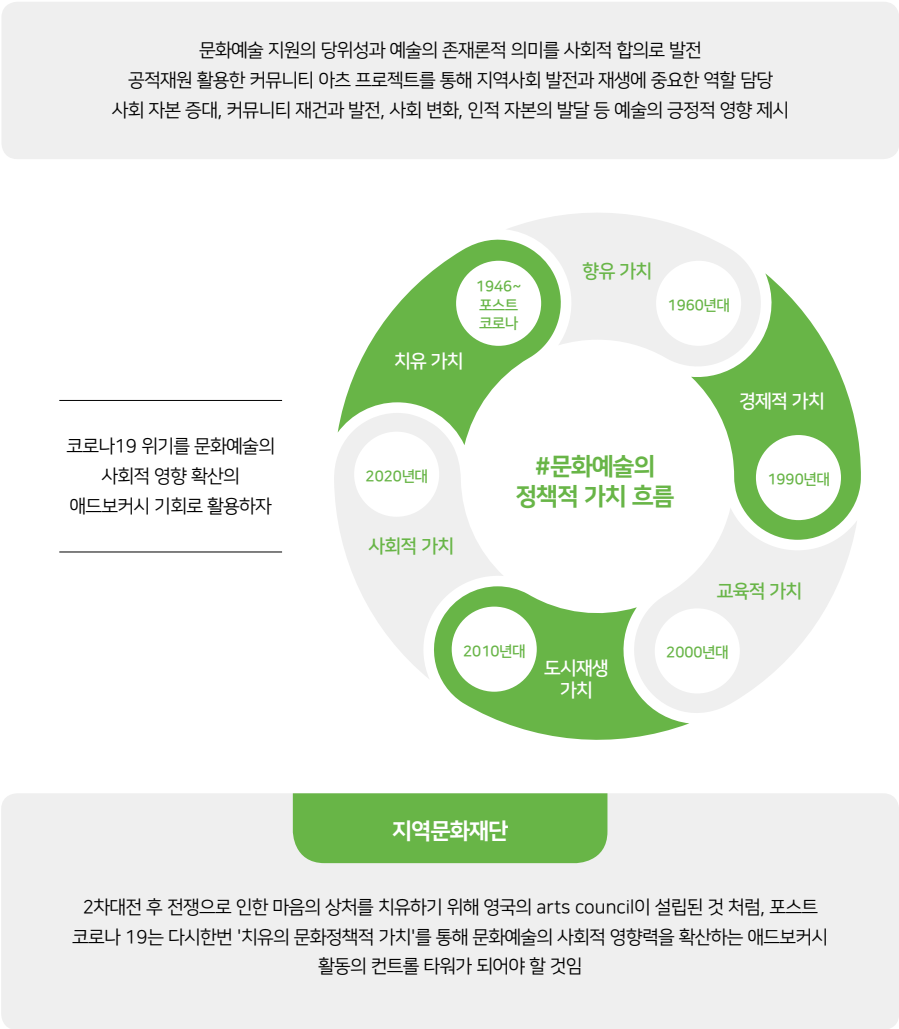 문화예술 지원의 당위성과 예술의 존재론적 의미를 사회적 합의로 발전
공적재원 활용한 커뮤니티 아츠 프로젝트를 통해 지역사회 발전과 재생에 중요한 역할 담당
사회 자본 증대, 커뮤니티 재건과 발전, 사회 변화, 인적 자본의 발달 등 예술의 긍정적 영향 제시
1946~
포스트
코로나
치유 가치
향유 가치
1960년대
경제적 가치
1990년대
교육적 가치
2000년대
도시재생
가치
2010년대
사회적 가치
2020년대
#문화예술의
정책적 가치 흐름
코로나19 위기를 문화예술의
사회적 영향 확산의
애드보커시 기회로 활용하자
지역문화재단
2차대전 후 전쟁으로 인한 마음의 상처를 치유하기 위해 영국의 arts council이 설립된 것 처럼, 포스트
코로나 19는 다시한번 '치유의 문화정책적 가치'를 통해 문화예술의 사회적 영향력을 확산하는 애드보커시
활동의 컨트롤 타워가 되어야 할 것임